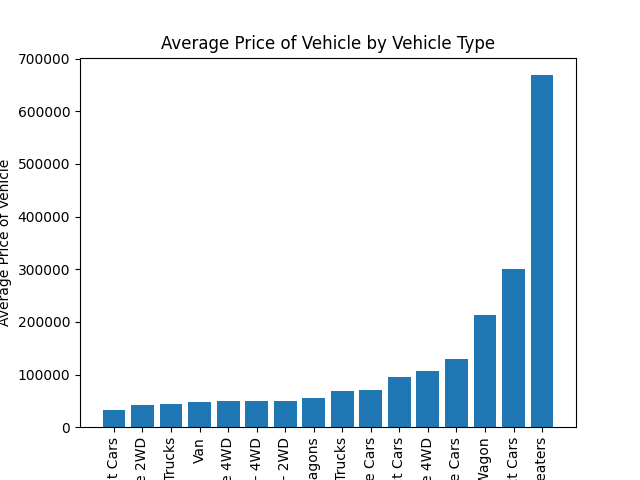 Average Price of Vehicle by Vehicle Type
Average Price of Vehicle
700000
600000
500000
400000
300000
200000
100000
0
t Cars
e 2WD
Trucks
Van
e 4WD
- 4WD
- 2WD
agons
Trucks
e Cars
t Cars
e 4WD
e Cars
Wagon
t Cars
eaters